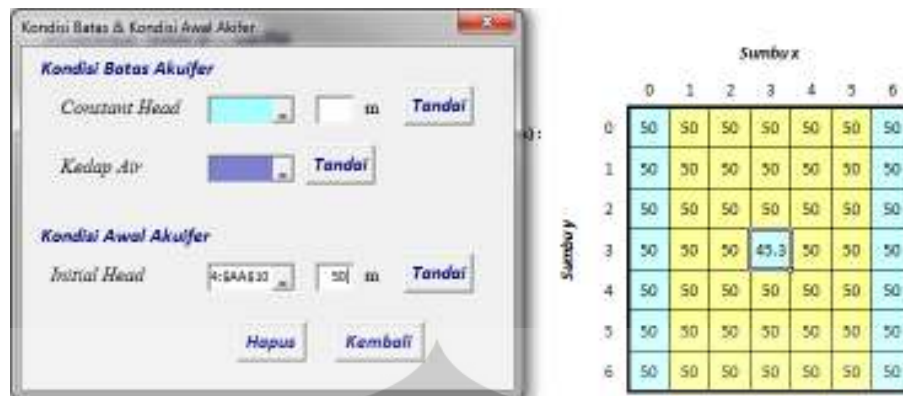 Kondisi Batas & Kondisi Awal Akifer
Kondisi Batas Akuifer
Constant Head m Tandai
Kedap Air Tandai
Kondisi Awal Akuifer
Initial Head 4:$AA$10 50 m Tandai
Hapus Kembali
) :
Sumbu x
0 1 2 3 4 5 6
Sumbu y
0 50 50 50 50 50 50 50
1 50 50 50 50 50 50 50
2 50 50 50 50 50 50 50
3 50 50 50 45.3 50 50 50
4 50 50 50 50 50 50 50
5 50 50 50 50 50 50 50
6 50 50 50 50 50 50 50